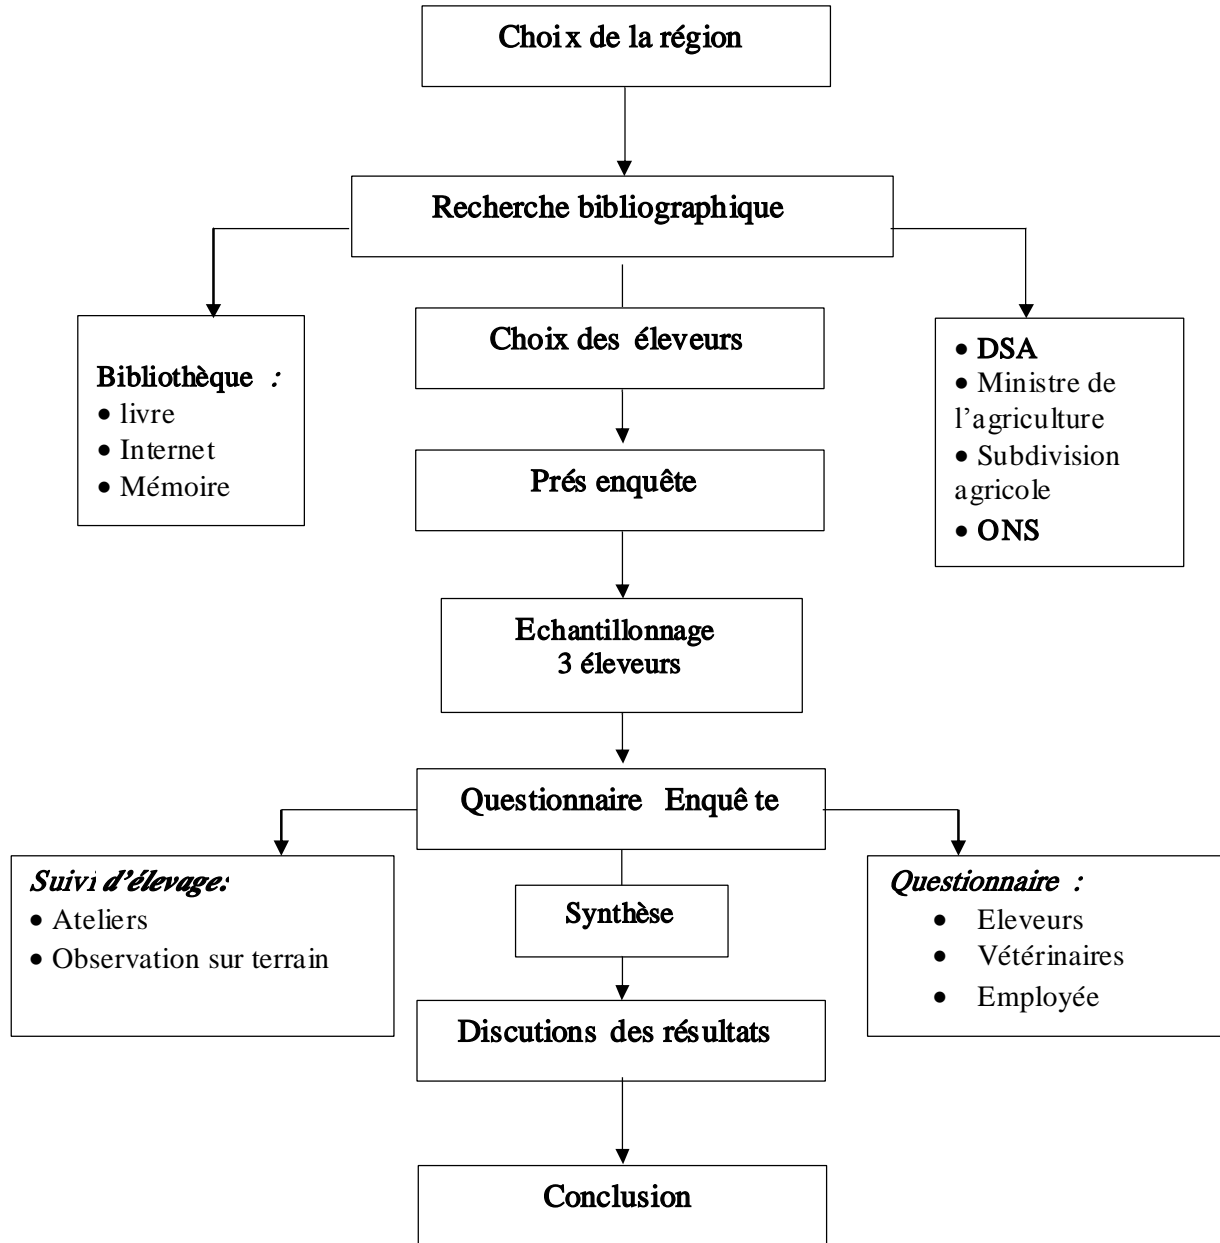 Choix de la région
Recherche bibliographique
Bibliothèque :
• livre
• Internet
• Mémoire
Choix des éleveurs
• DSA
• Ministre de
l’agriculture
• Subdivision
agricole
• ONS
Prés enquête
Echantillonnage
3 éleveurs
Questionnaire Enquête
Suivi d’élevage:
• Ateliers
• Observation sur terrain
Synthèse
Questionnaire :
• Eleveurs
• Vétérinaires
• Employée
Discutions des résultats
Conclusion